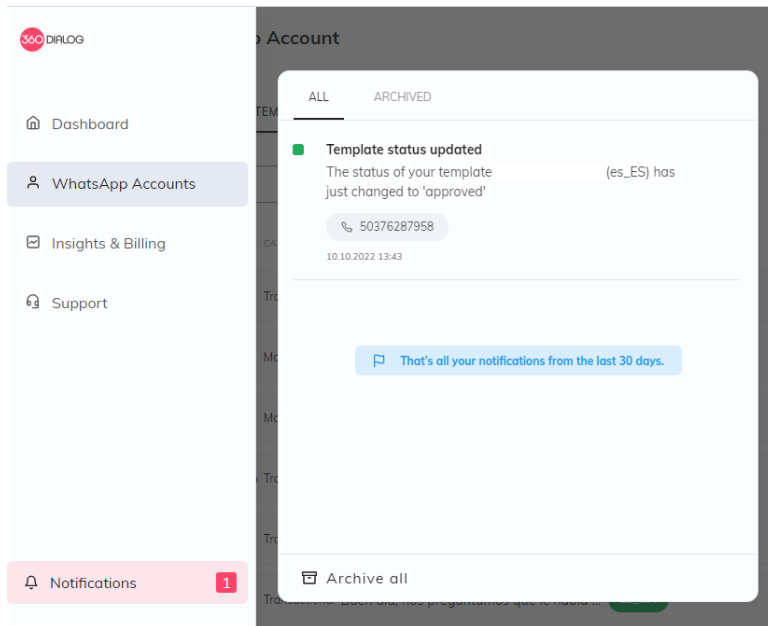 360 DIALOG
Dashboard
WhatsApp Accounts
Insights & Billing
Support
Notifications
1
Account
ALL
ARCHIVED
Template status updated
The status of your template (es_ES) has
just changed to 'approved'
50376287958
10.10.2022 13:43
That's all your notifications from the last 30 days.
Archive all